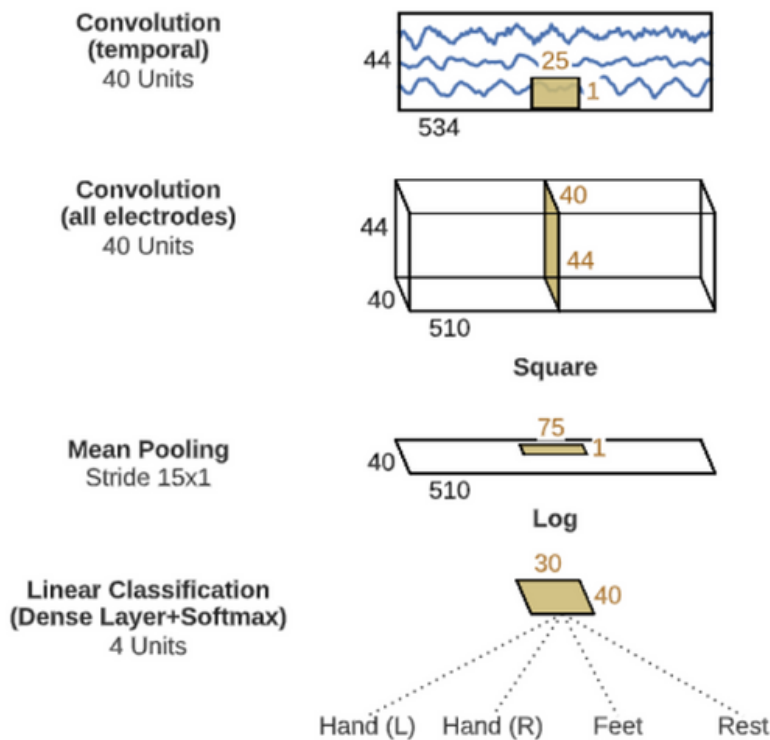 Convolution
(temporal)
40 Units
44
25
1
534
Convolution
(all electrodes)
40 Units
44
40
40
44
510
Square
Mean Pooling
Stride 15x1
40
75
1
510
Log
Linear Classification
(Dense Layer+Softmax)
4 Units
30
40
Hand (L) Hand (R) Feet Rest